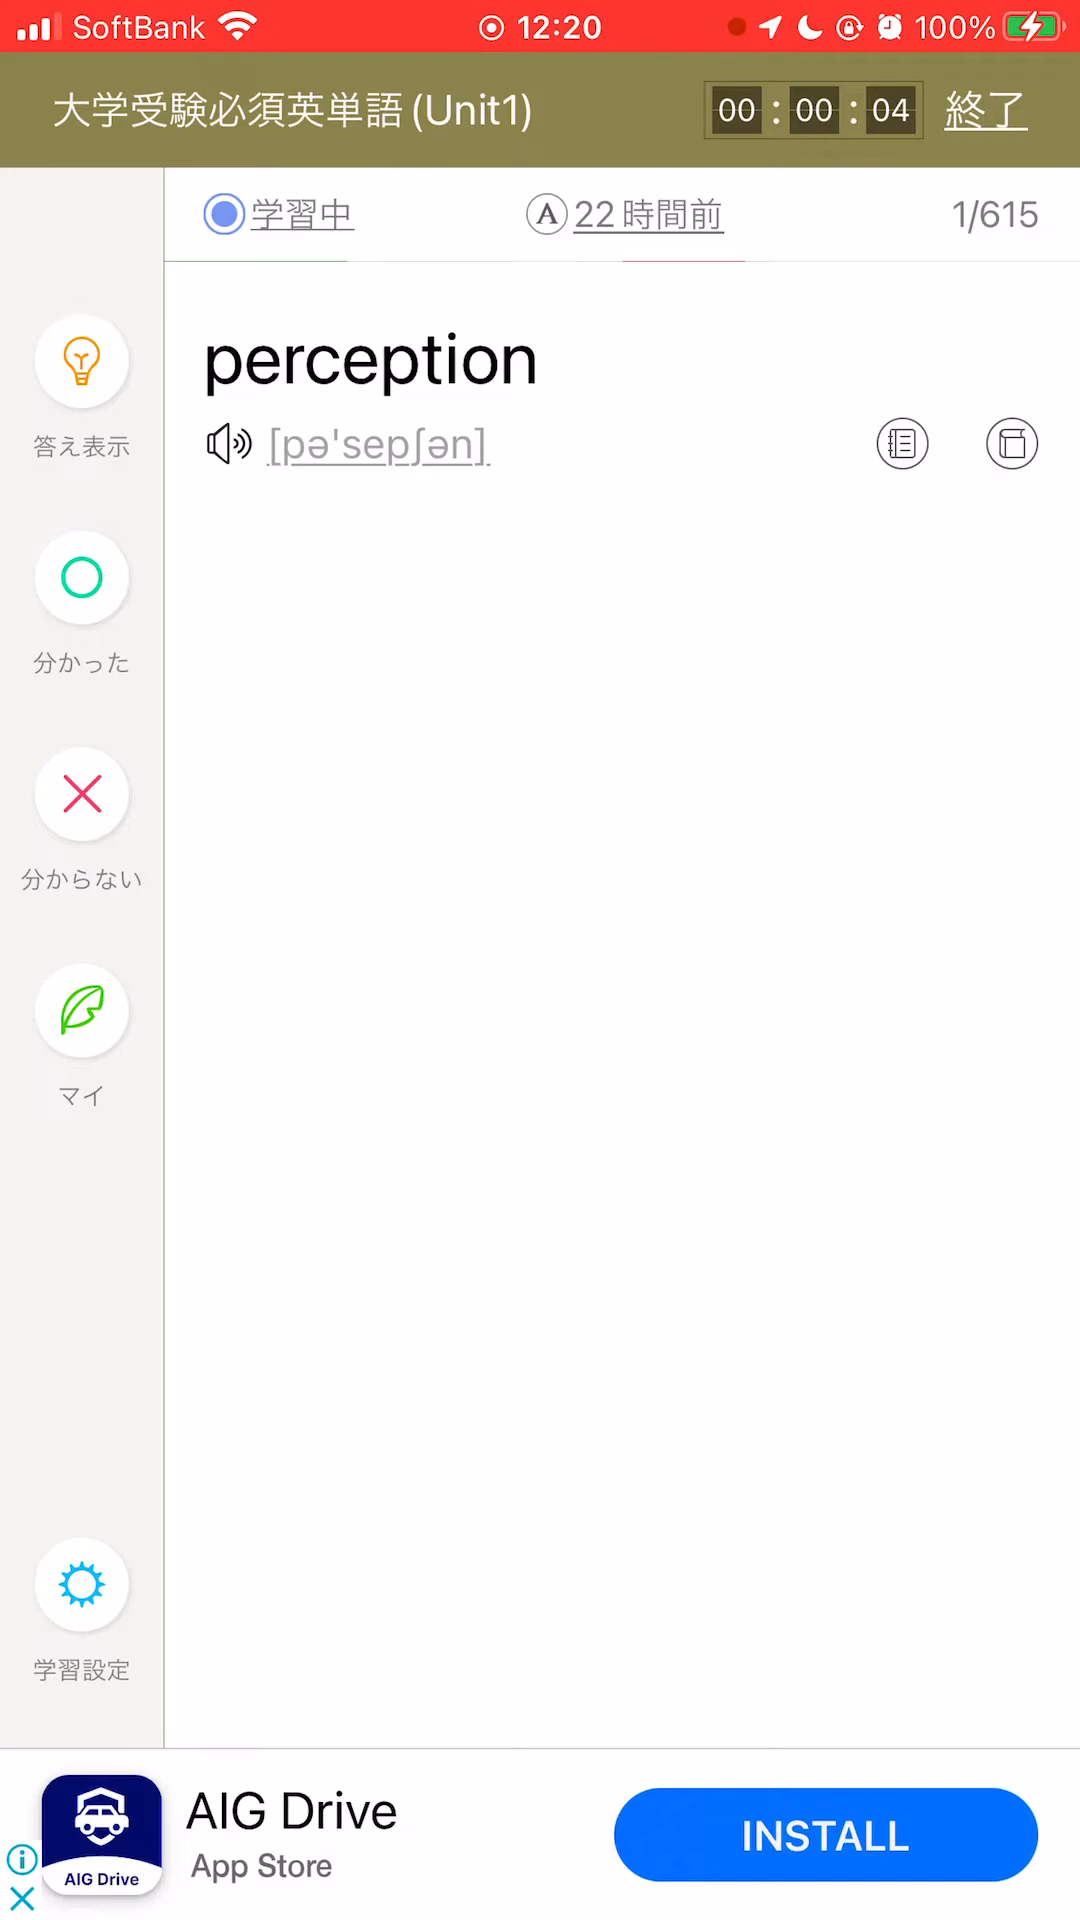 SoftBank 12:20 100%
大学受験必須英単語 (Unit1) 00 : 00 : 04 終了
学習中 A 22 時間前 1/615
perception
[pə'sepʃən]
答え表示
分かった
分からない
マイ
学習設定
AIG Drive
App Store
INSTALL
AIG Drive